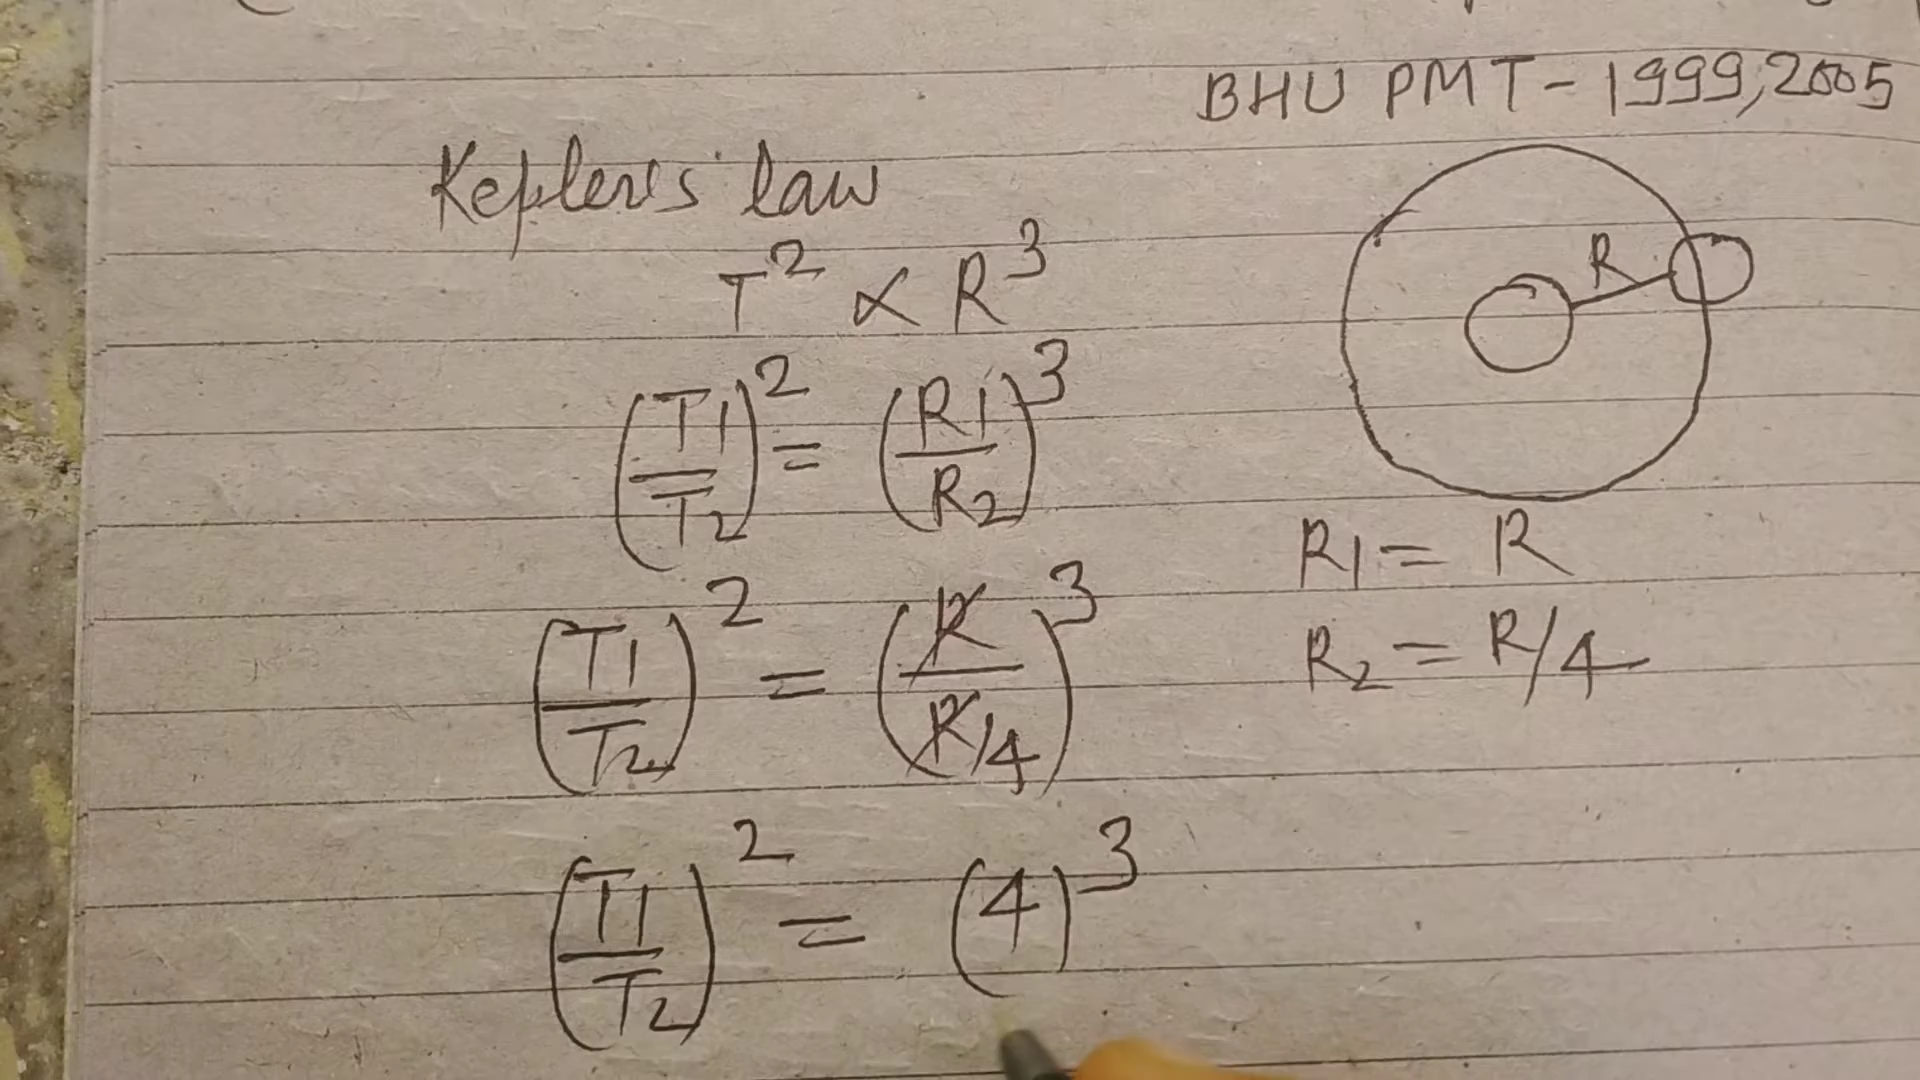 BHU PMT - 1999, 2005
Kepler's law
T² ∝ R³
R
(T1/T2)² = (R1/R2)³
R1 = R
(T1/T2)² = (R/R/4)³
R2 = R/4
(T1/T2)² = (4)³